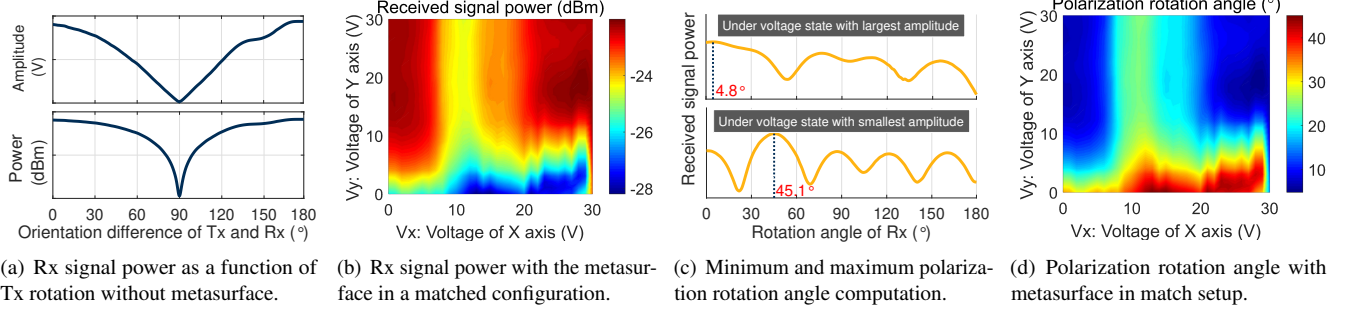 Amplitude
(V)
Power
(dBm)
0 30 60 90 120 150 180
Orientation difference of Tx and Rx (°)
(a) Rx signal power as a function of
Tx rotation without metasurface.
Received signal power (dBm)
Vy: Voltage of Y axis (V)
30
20
10
0
0 10 20 30
Vx: Voltage of X axis (V)
-24
-26
-28
(b) Rx signal power with the metasur-
face in a matched configuration.
Received signal power
Under voltage state with largest amplitude
4.8°
Under voltage state with smallest amplitude
45.1°
0 30 60 90 120 150 180
Rotation angle of Rx (°)
(c) Minimum and maximum polariza-
tion rotation angle computation.
Polarization rotation angle (°)
Vy: Voltage of Y axis (V)
30
20
10
0
0 10 20 30
Vx: Voltage of X axis (V)
40
30
20
10
(d) Polarization rotation angle with
metasurface in match setup.